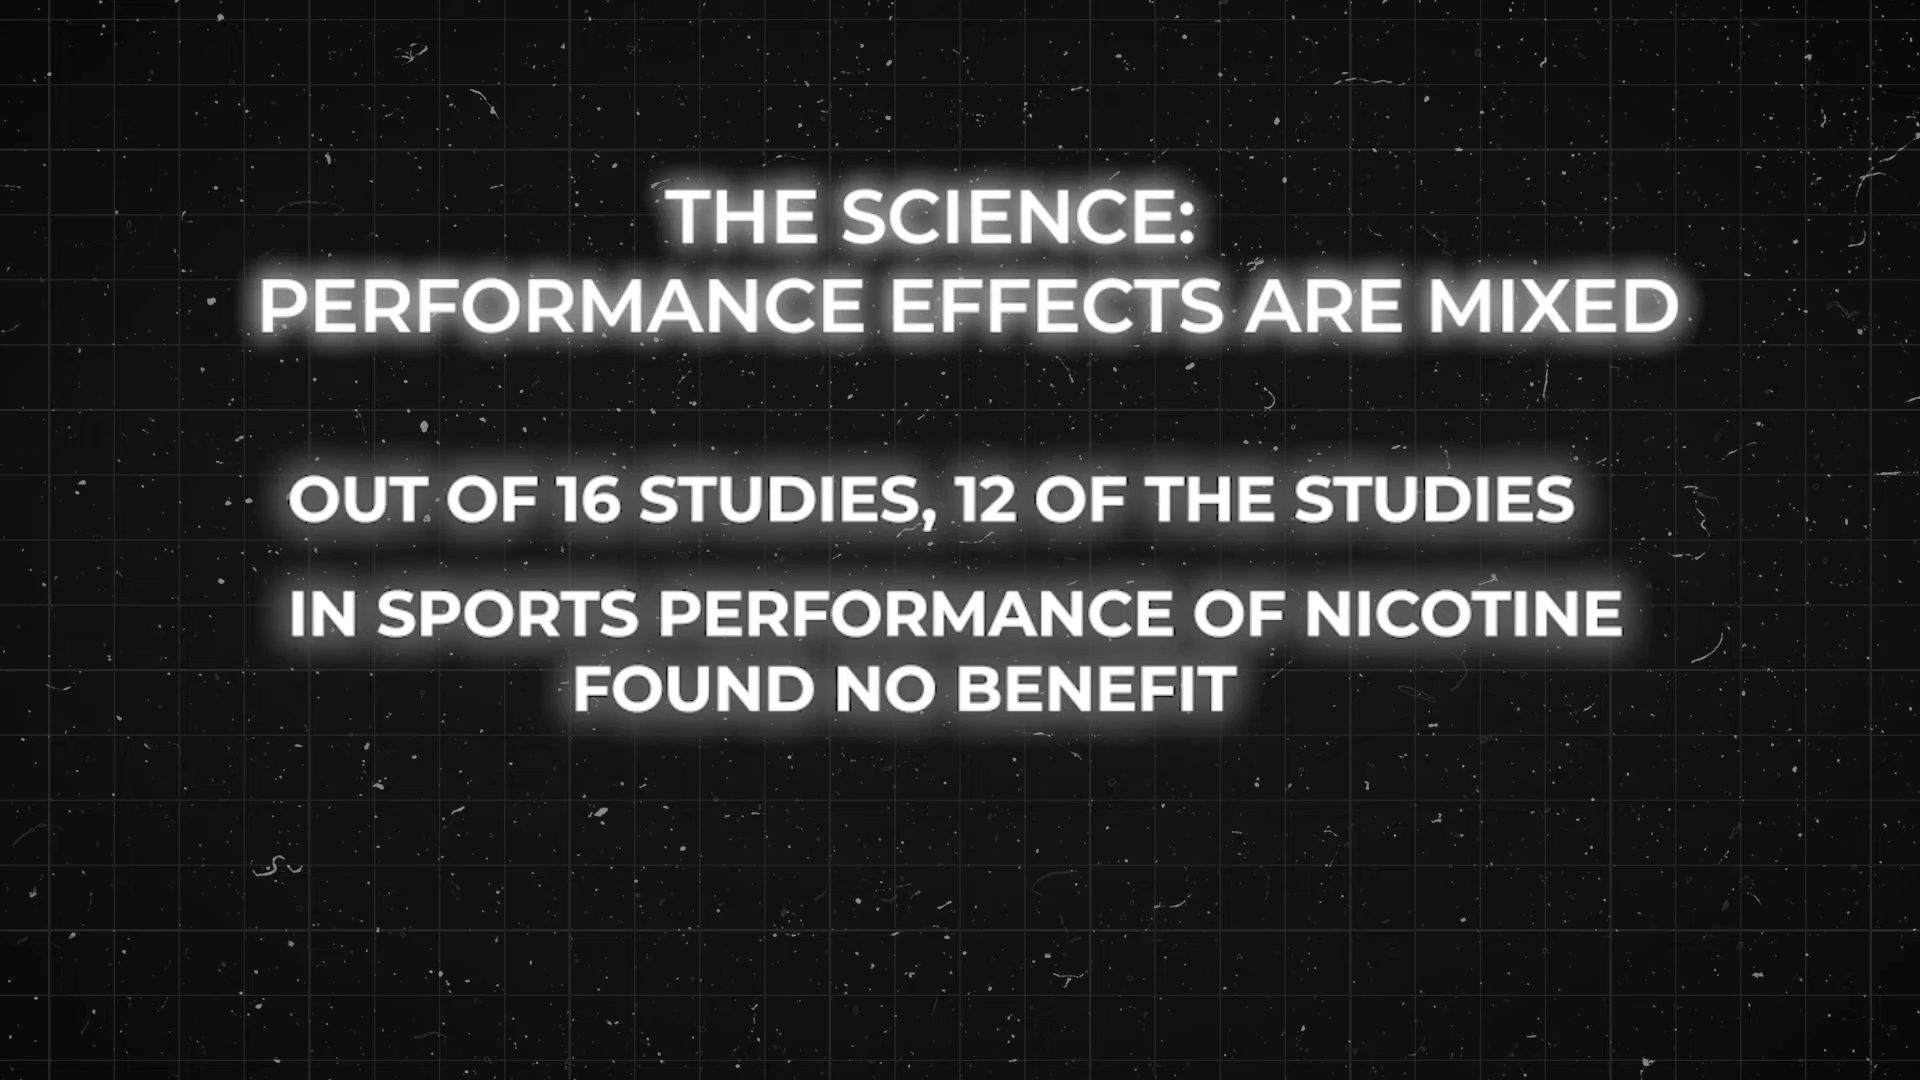 THE SCIENCE:
PERFORMANCE EFFECTS ARE MIXED
OUT OF 16 STUDIES, 12 OF THE STUDIES
IN SPORTS PERFORMANCE OF NICOTINE
FOUND NO BENEFIT